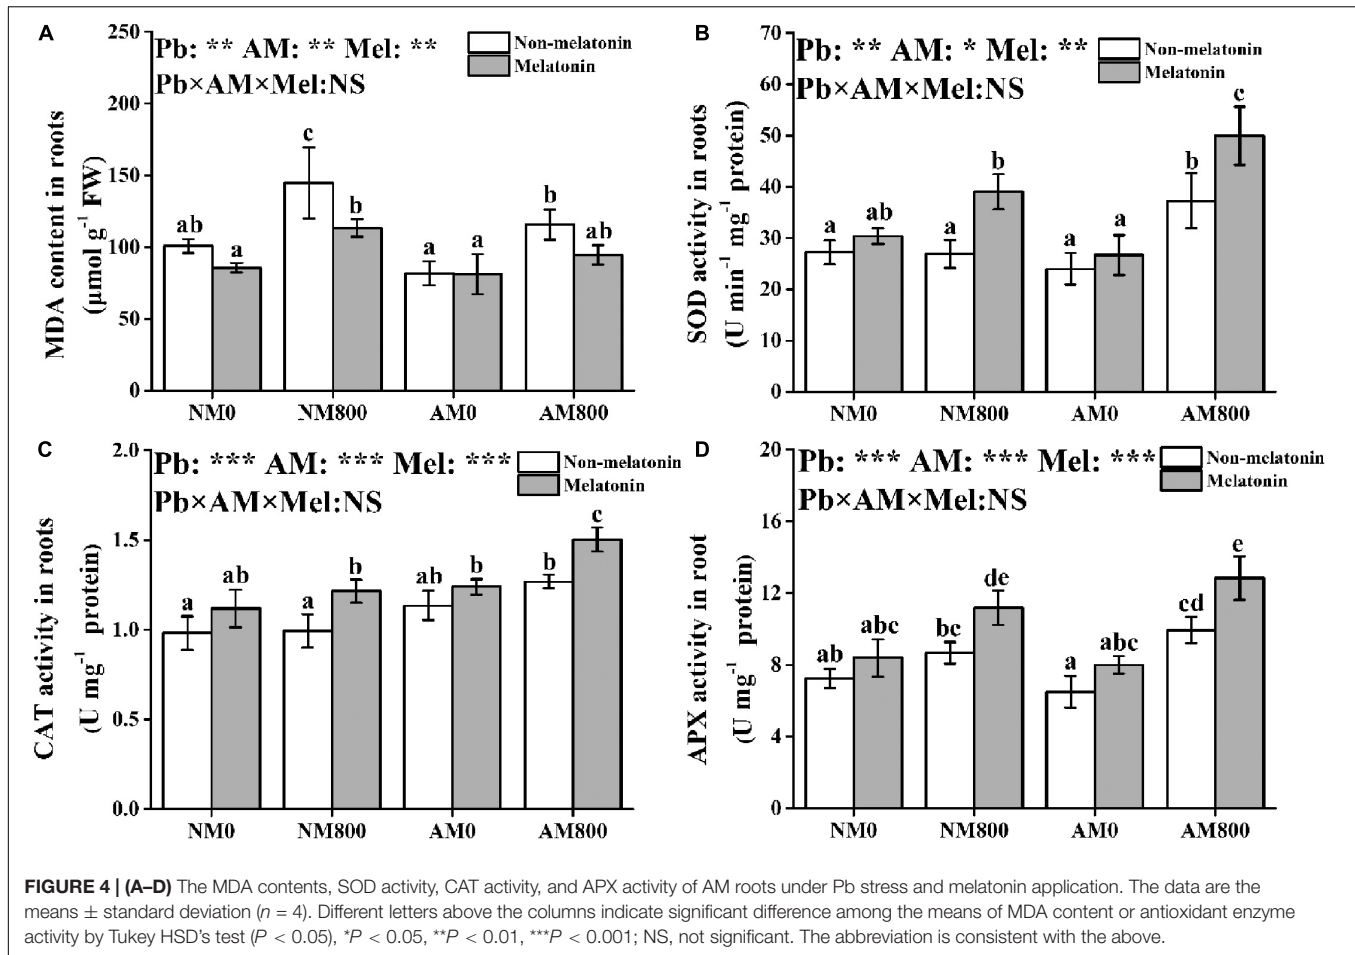 A
Pb: ** AM: ** Mel: **
Pb×AM×Mel:NS
Non-melatonin
Melatonin
MDA content in roots
(μmol g⁻¹ FW)
250
200
150
100
50
0
ab
a
c
b
a
a
b
ab
NM0
NM800
AM0
AM800
B
Pb: ** AM: * Mel: **
Pb×AM×Mel:NS
Non-melatonin
Melatonin
SOD activity in roots
(U min⁻¹ mg⁻¹ protein)
70
60
50
40
30
20
10
0
a
ab
a
b
a
a
b
c
NM0
NM800
AM0
AM800
C
Pb: *** AM: *** Mel: ***
Pb×AM×Mel:NS
Non-melatonin
Melatonin
CAT activity in roots
(U mg⁻¹ protein)
2.0
1.5
1.0
0.5
0.0
a
ab
a
b
ab
b
b
c
NM0
NM800
AM0
AM800
D
Pb: *** AM: *** Mel: ***
Pb×AM×Mel:NS
Non-melatonin
Melatonin
APX activity in root
(U mg⁻¹ protein)
20
16
12
8
4
0
ab
abc
bc
de
a
abc
cd
e
NM0
NM800
AM0
AM800
FIGURE 4 | (A–D) The MDA contents, SOD activity, CAT activity, and APX activity of AM roots under Pb stress and melatonin application. The data are the
means ± standard deviation (n = 4). Different letters above the columns indicate significant difference among the means of MDA content or antioxidant enzyme
activity by Tukey HSD's test (P < 0.05), *P < 0.05, **P < 0.01, ***P < 0.001; NS, not significant. The abbreviation is consistent with the above.